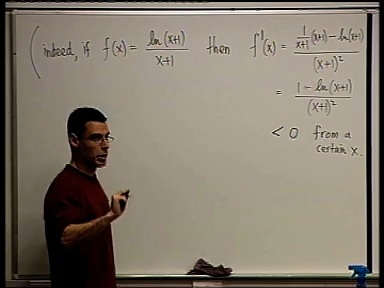 (indeed, if f(x) = ln(x+1) / x+1 then f'(x) = 1/x+1 (x+1) - ln(x+1) / (x+1)²
= 1 - ln(x+1) / (x+1)²
< 0 from a
certain x.